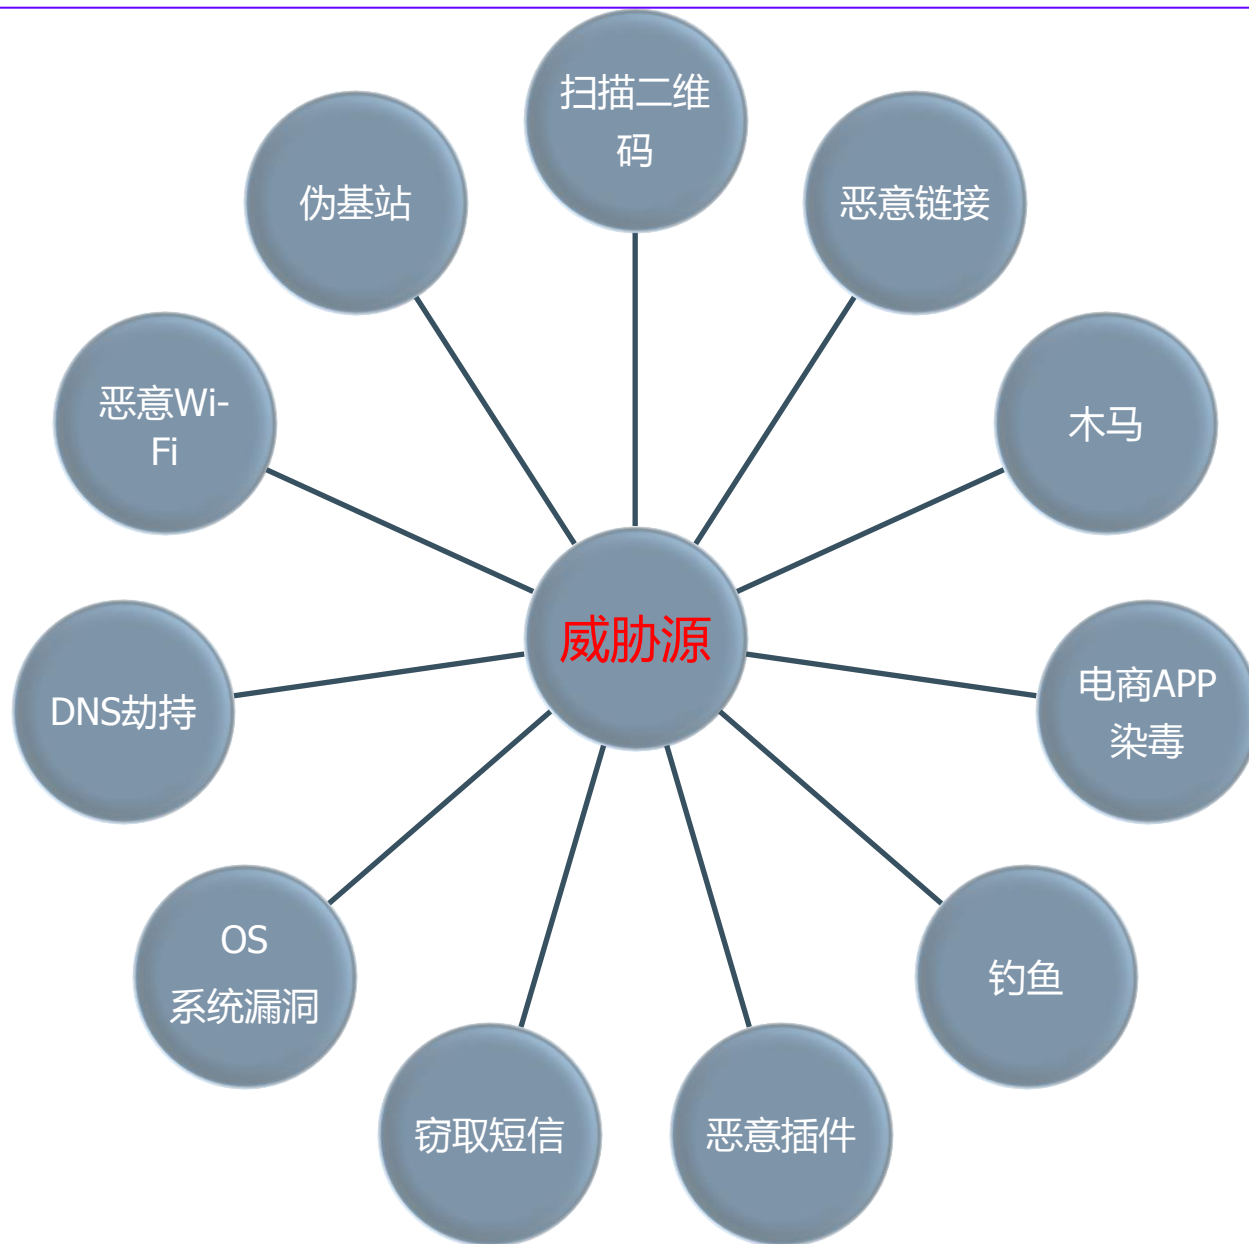 扫描二维
码
恶意链接
木马
电商APP
染毒
钓鱼
恶意插件
窃取短信
OS
系统漏洞
DNS劫持
恶意Wi-
Fi
伪基站
威胁源